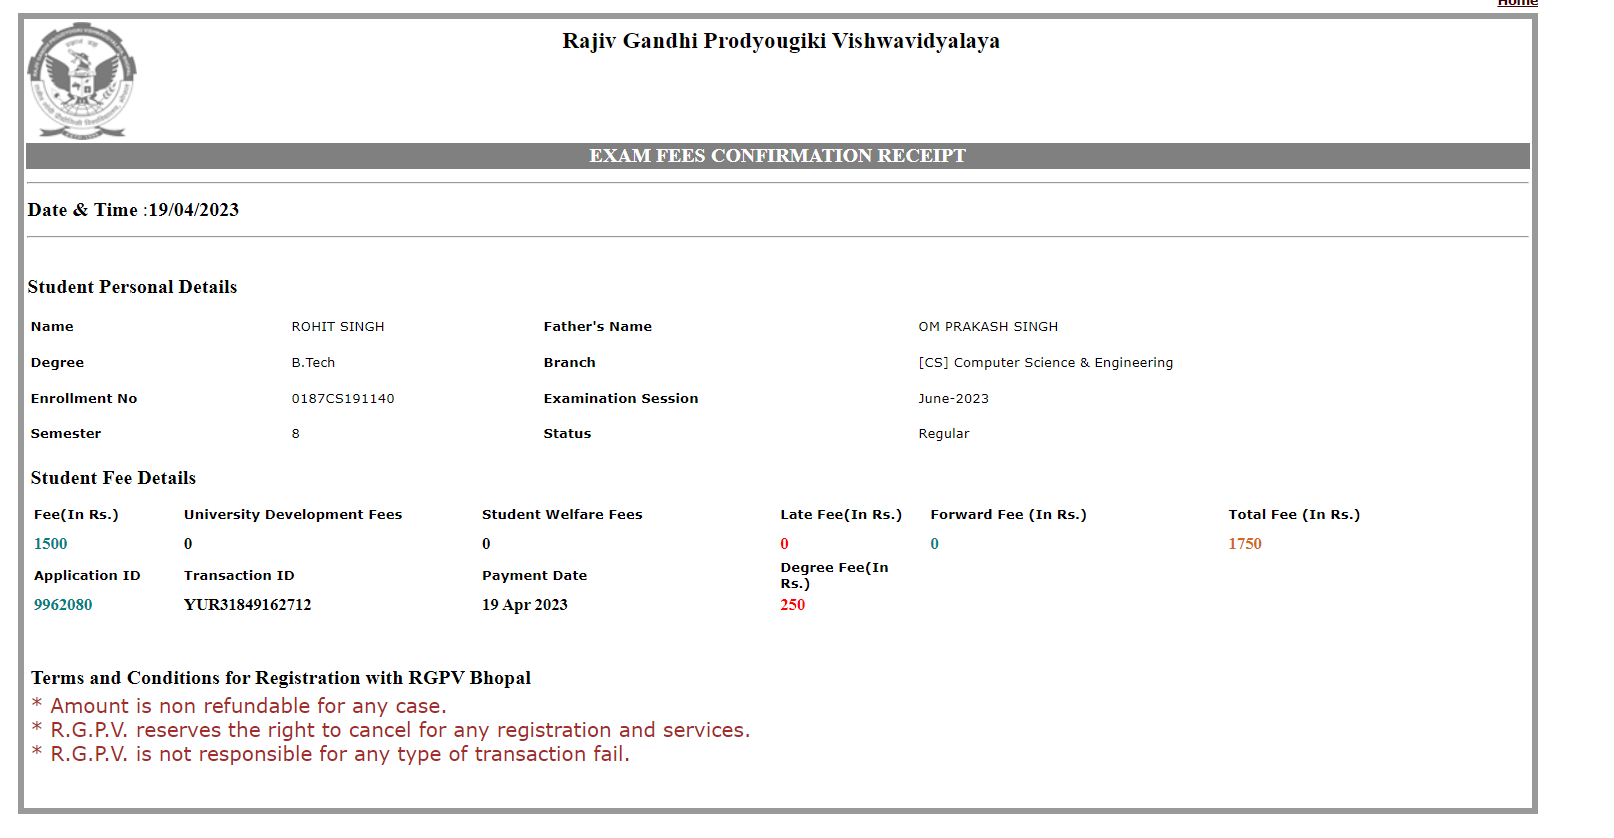 Home
Rajiv Gandhi Prodyougiki Vishwavidyalaya
EXAM FEES CONFIRMATION RECEIPT
Date & Time :19/04/2023
Student Personal Details
Name ROHIT SINGH Father's Name OM PRAKASH SINGH
Degree B.Tech Branch [CS] Computer Science & Engineering
Enrollment No 0187CS191140 Examination Session June-2023
Semester 8 Status Regular
Student Fee Details
Fee(In Rs.) University Development Fees Student Welfare Fees Late Fee(In Rs.) Forward Fee (In Rs.) Total Fee (In Rs.)
1500 0 0 0 0 1750
Application ID Transaction ID Payment Date Degree Fee(In
Rs.)
9962080 YUR31849162712 19 Apr 2023 250
Terms and Conditions for Registration with RGPV Bhopal
* Amount is non refundable for any case.
* R.G.P.V. reserves the right to cancel for any registration and services.
* R.G.P.V. is not responsible for any type of transaction fail.